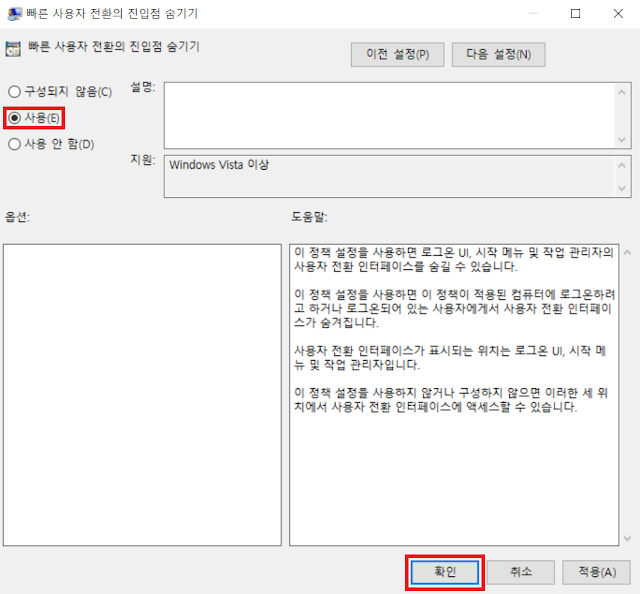 빠른 사용자 전환의 진입점 숨기기
빠른 사용자 전환의 진입점 숨기기
이전 설정(P)
다음 설정(N)
구성되지 않음(C)
설명:
사용(E)
사용 안 함(D)
지원:
Windows Vista 이상
옵션:
도움말:
이 정책 설정을 사용하면 로그온 UI, 시작 메뉴 및 작업 관리자의
사용자 전환 인터페이스를 숨길 수 있습니다.
이 정책 설정을 사용하면 이 정책이 적용된 컴퓨터에 로그온하려
고 하거나 로그온되어 있는 사용자에게서 사용자 전환 인터페이
스가 숨겨집니다.
사용자 전환 인터페이스가 표시되는 위치는 로그온 UI, 시작 메
뉴 및 작업 관리자입니다.
이 정책 설정을 사용하지 않거나 구성하지 않으면 이러한 세 위
치에서 사용자 전환 인터페이스에 액세스할 수 있습니다.
확인
취소
적용(A)